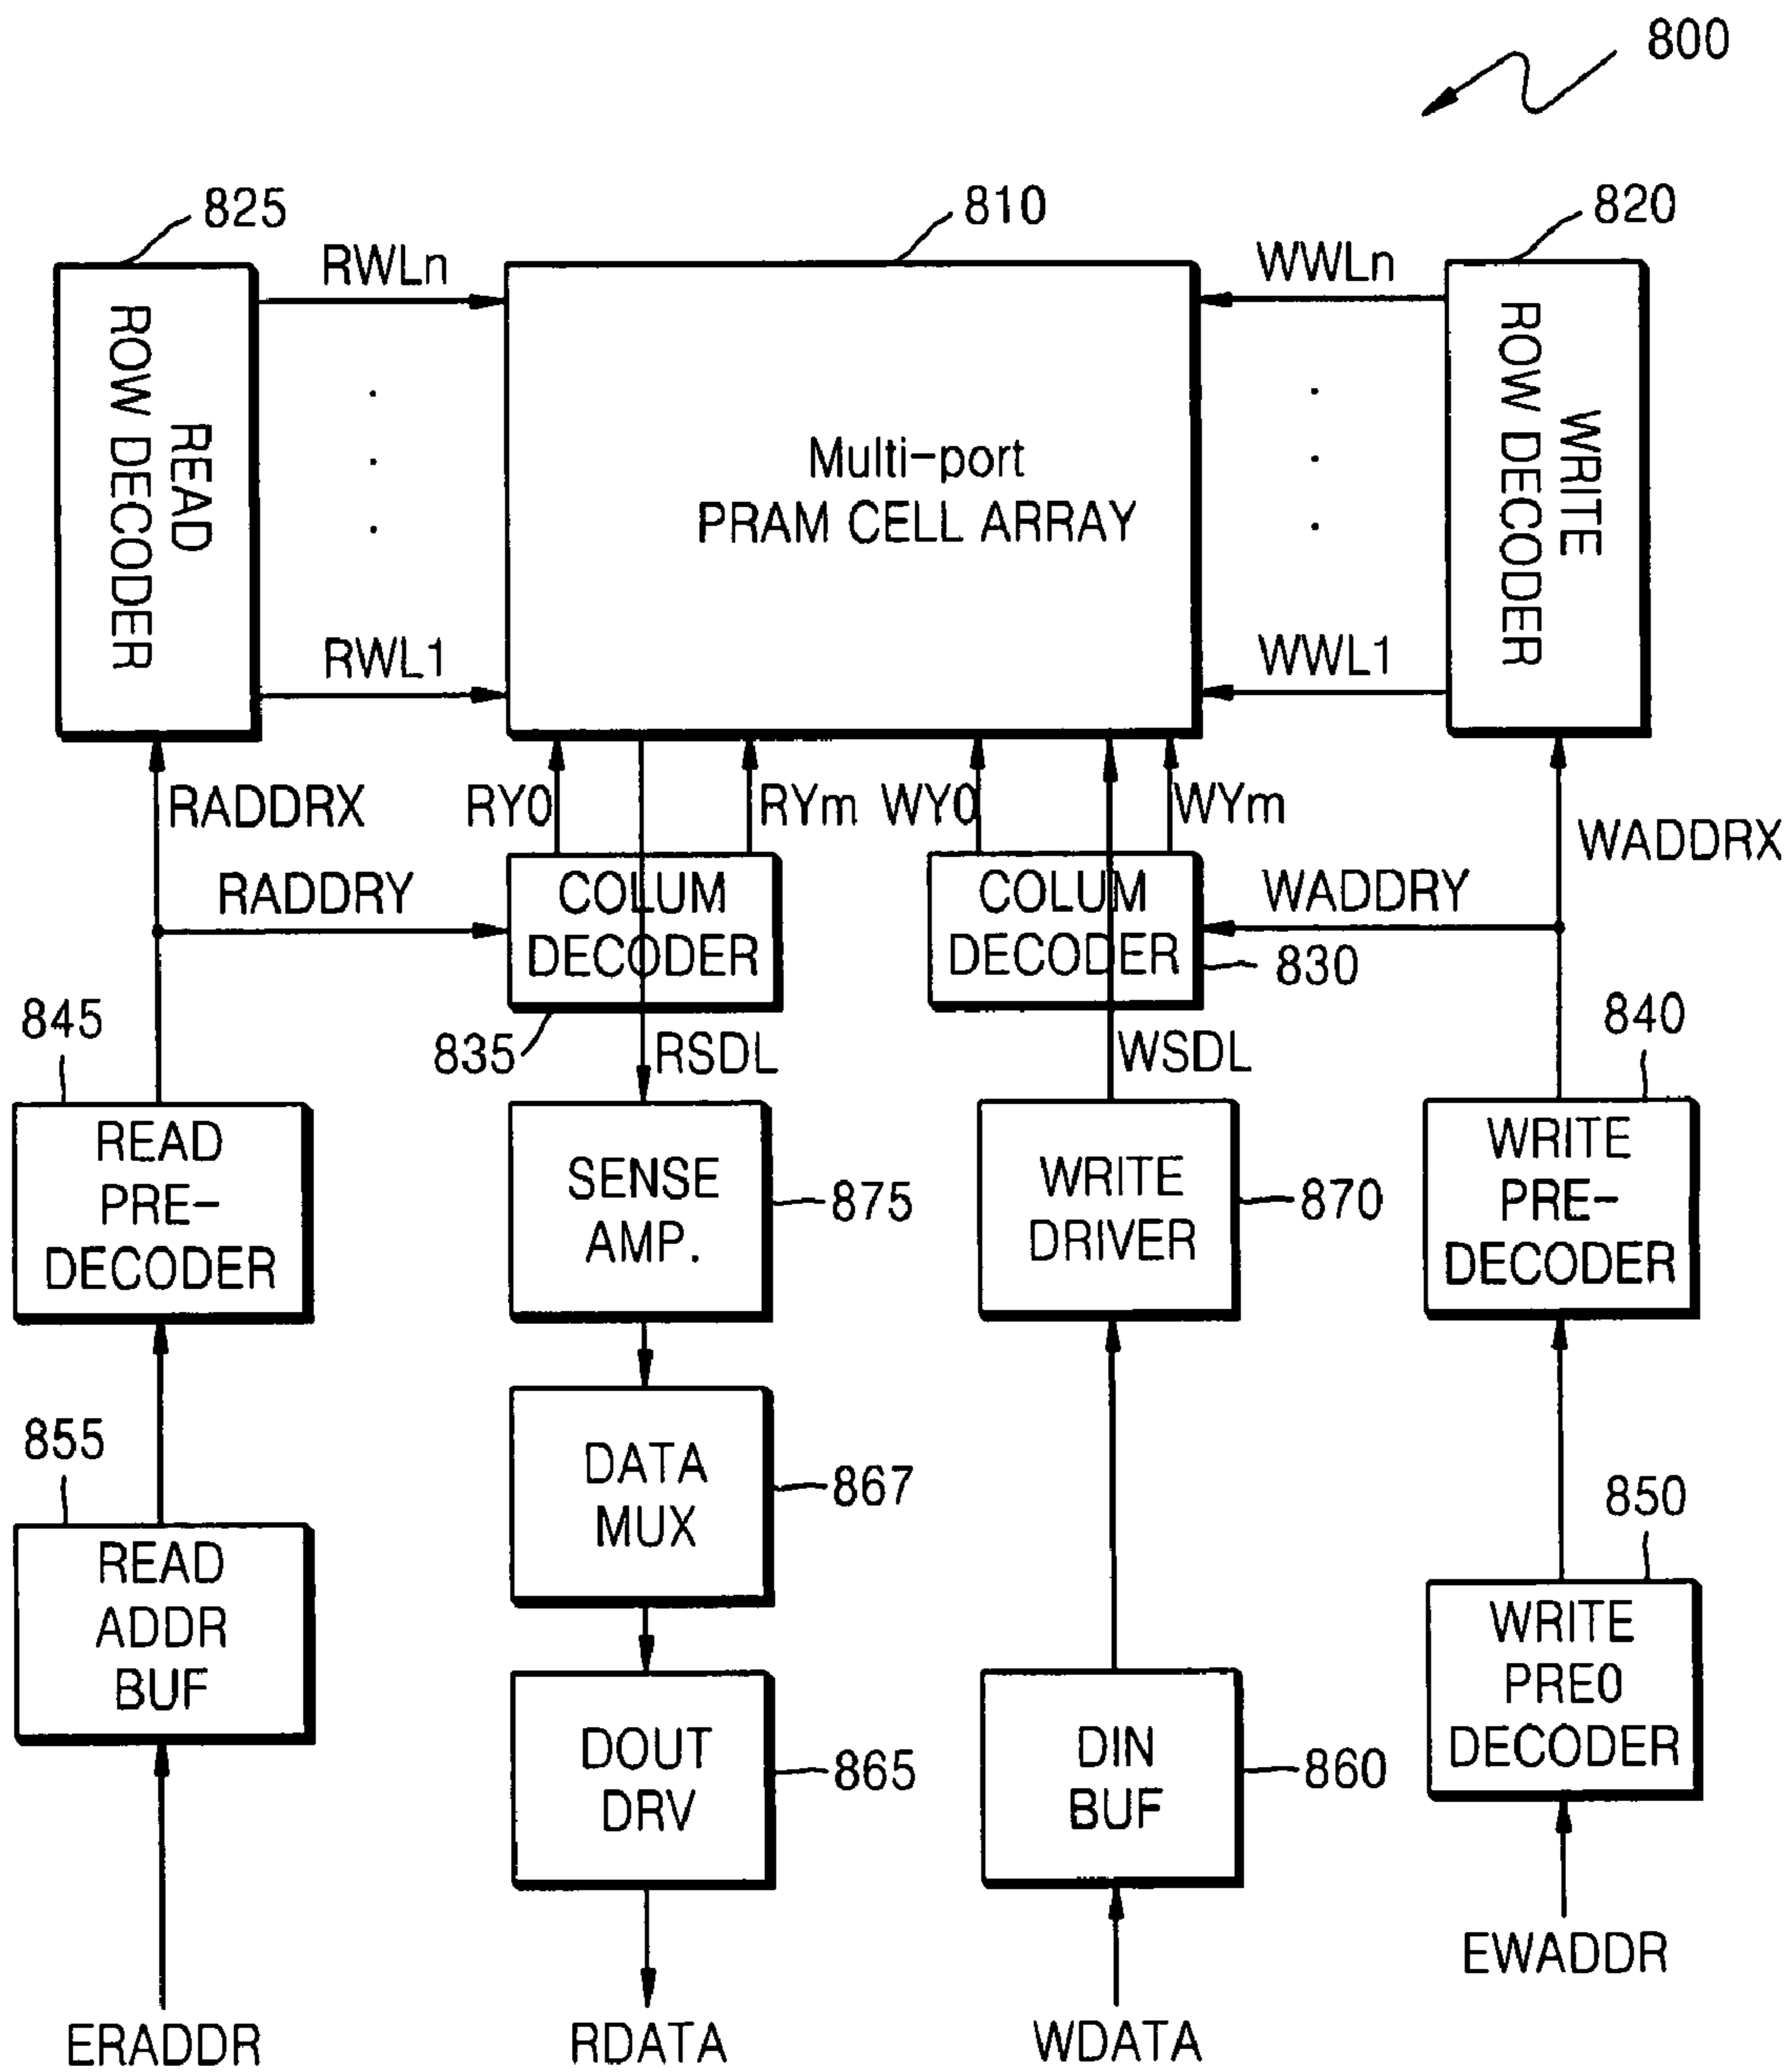 800
825
810
820
RWLn
WWLn
READ
ROW DECODER
Multi-port
PRAM CELL ARRAY
WRITE
ROW DECODER
RWL1
WWL1
RADDRX
RY0
RYm
WY0
WYm
WADDRX
RADDRY
COLUM
DECODER
COLUM
DECODER
WADDRY
830
845
835
RSDL
WSDL
840
READ
PRE-
DECODER
SENSE
AMP.
875
WRITE
DRIVER
870
WRITE
PRE-
DECODER
855
DATA
MUX
867
850
READ
ADDR
BUF
DOUT
DRV
865
DIN
BUF
860
WRITE
PRE0
DECODER
EWADDR
ERADDR
RDATA
WDATA